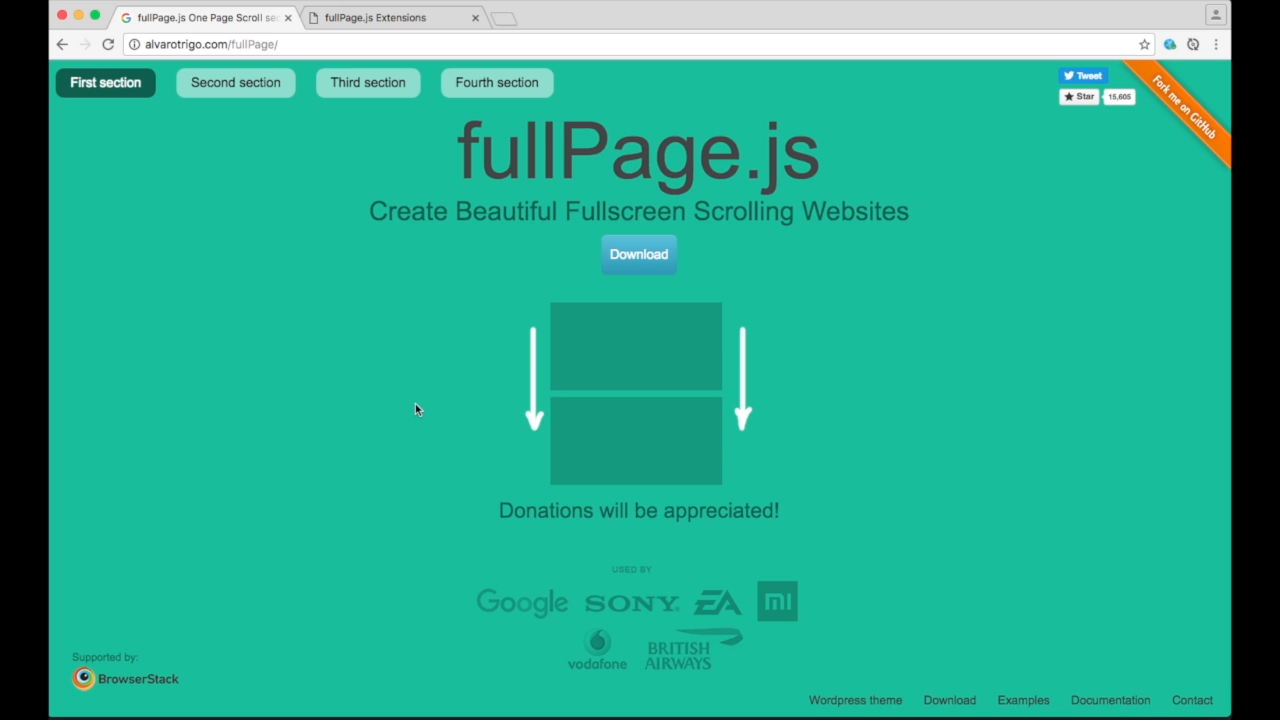 fullPage.js One Page Scroll sec
fullPage.js Extensions
alvarotrigo.com/fullPage/
First section
Second section
Third section
Fourth section
Tweet
Star
15,605
Fork me on GitHub
fullPage.js
Create Beautiful Fullscreen Scrolling Websites
Download
Donations will be appreciated!
USED BY
Google
SONY
EA
mi
vodafone
BRITISH
AIRWAYS
Supported by:
BrowserStack
Wordpress theme
Download
Examples
Documentation
Contact